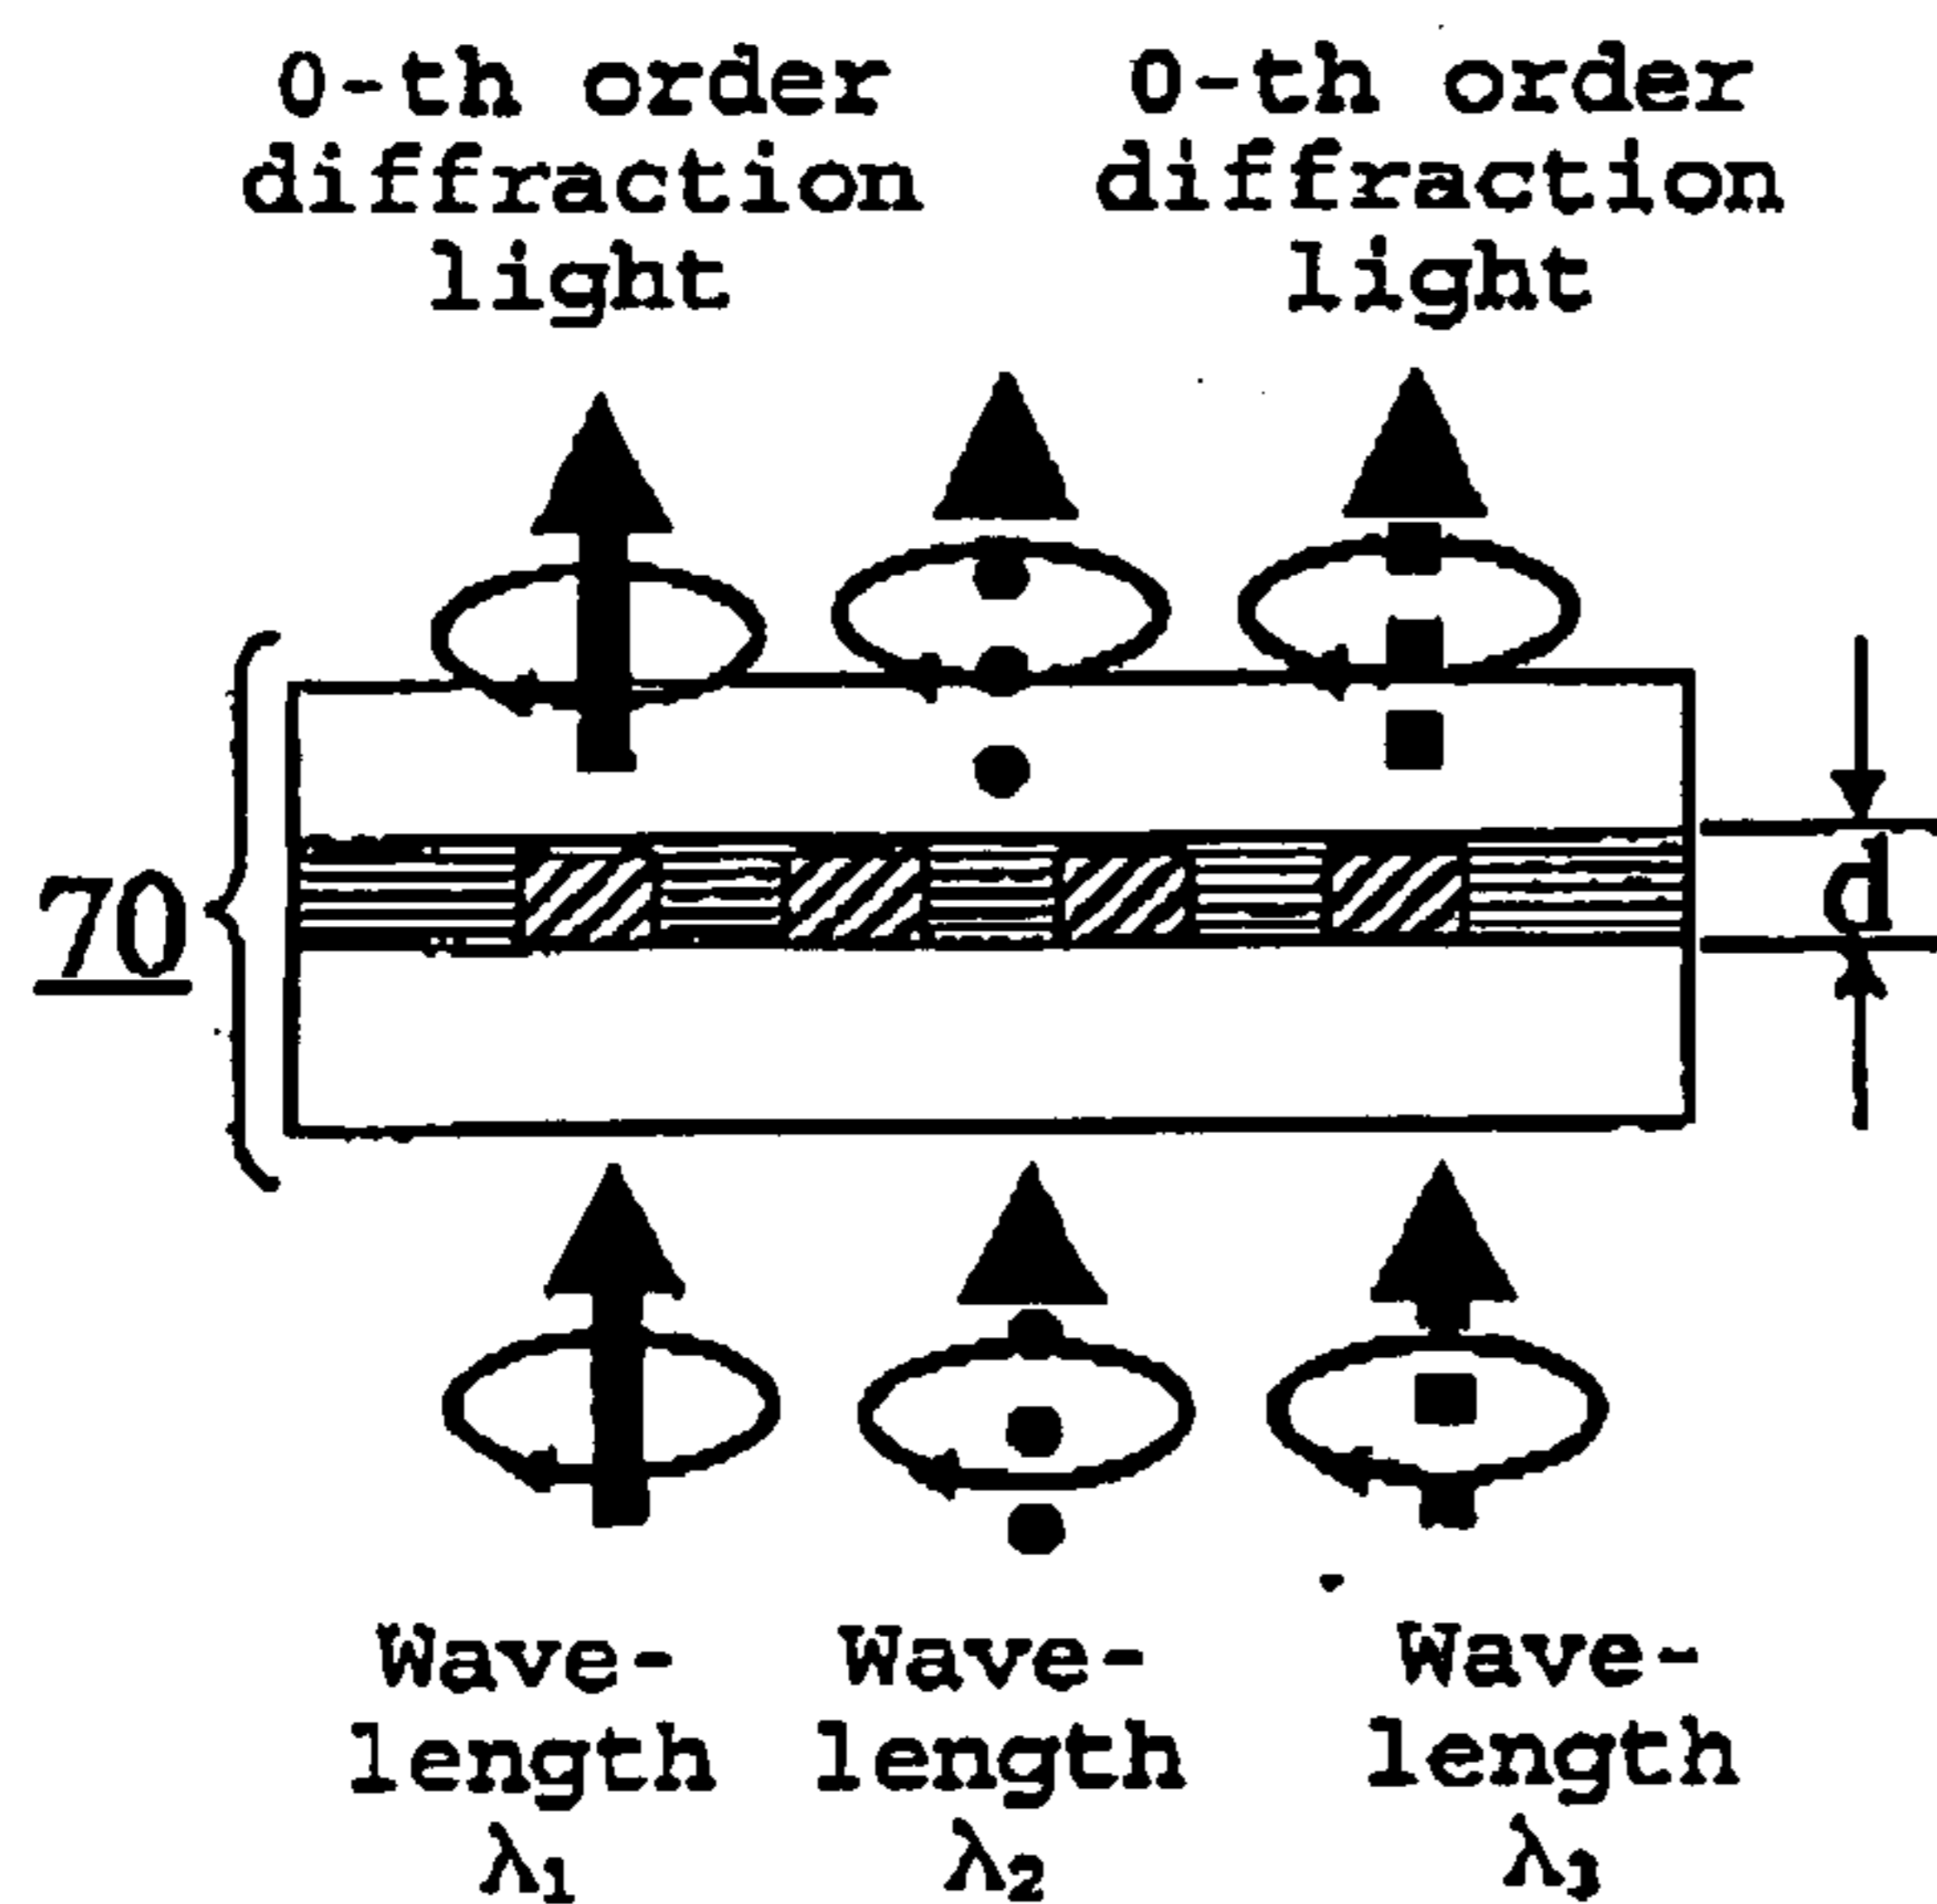 0-th order
diffraction
light
0-th order
diffraction
light
70
d
Wave-
length
λ1
Wave-
length
λ2
Wave-
length
λ3